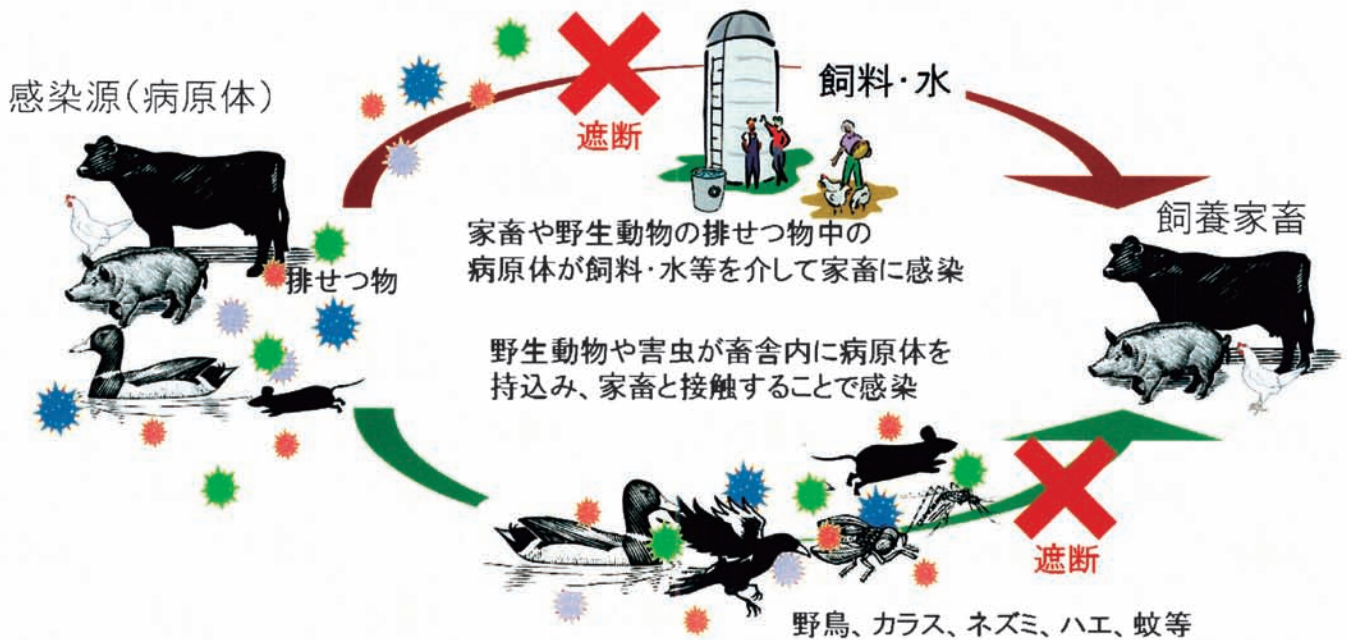 感染源(病原体)
遮断
飼料・水
飼養家畜
排せつ物
家畜や野生動物の排せつ物中の
病原体が飼料・水等を介して家畜に感染
野生動物や害虫が畜舎内に病原体を
持込み、家畜と接触することで感染
遮断
野鳥、カラス、ネズミ、ハエ、蚊等